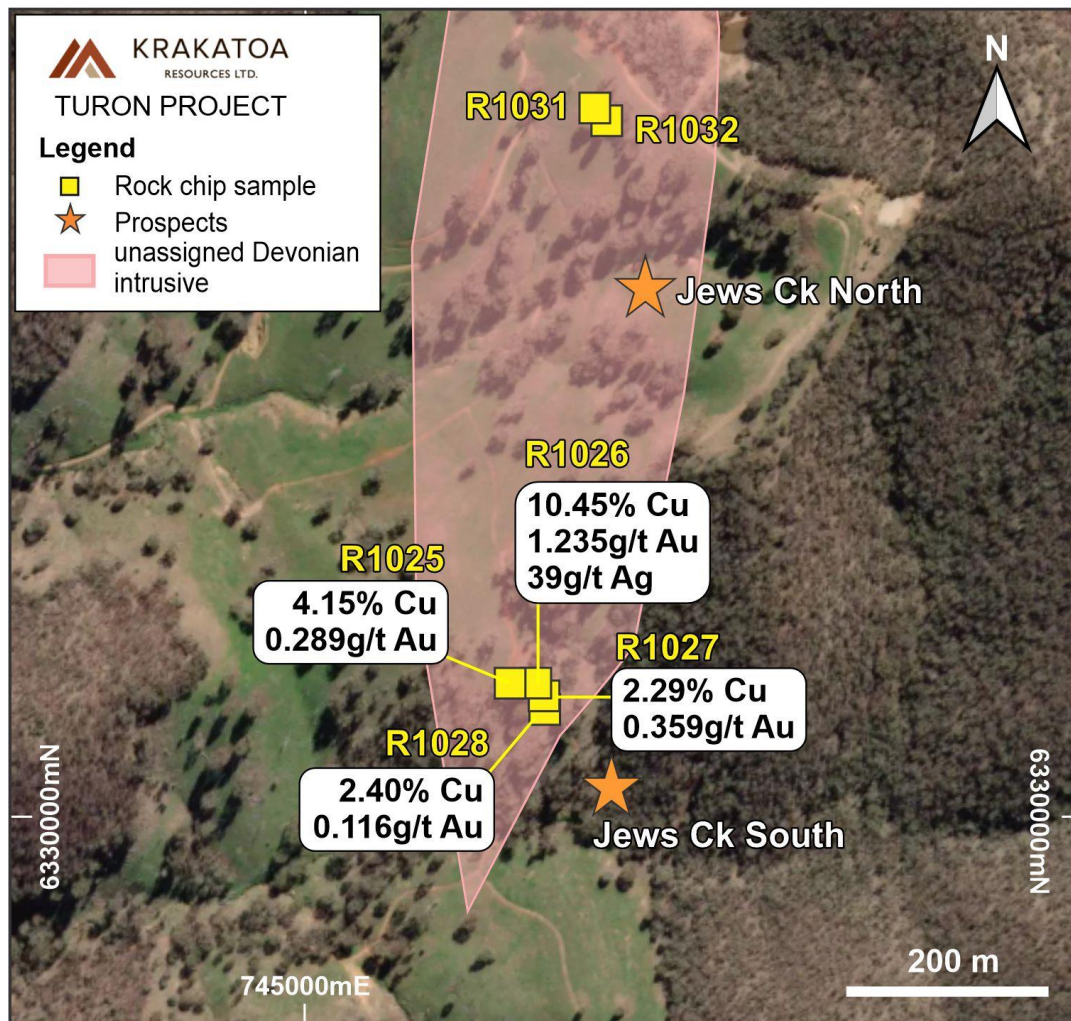 KRAKATOA
RESOURCES LTD.
TURON PROJECT
Legend
Rock chip sample
Prospects
unassigned Devonian
intrusive
N
R1031
R1032
Jews Ck North
R1026
10.45% Cu
1.235g/t Au
39g/t Ag
R1025
4.15% Cu
0.289g/t Au
R1027
2.29% Cu
0.359g/t Au
R1028
2.40% Cu
0.116g/t Au
Jews Ck South
6330000mN
6330000mN
745000mE
200 m